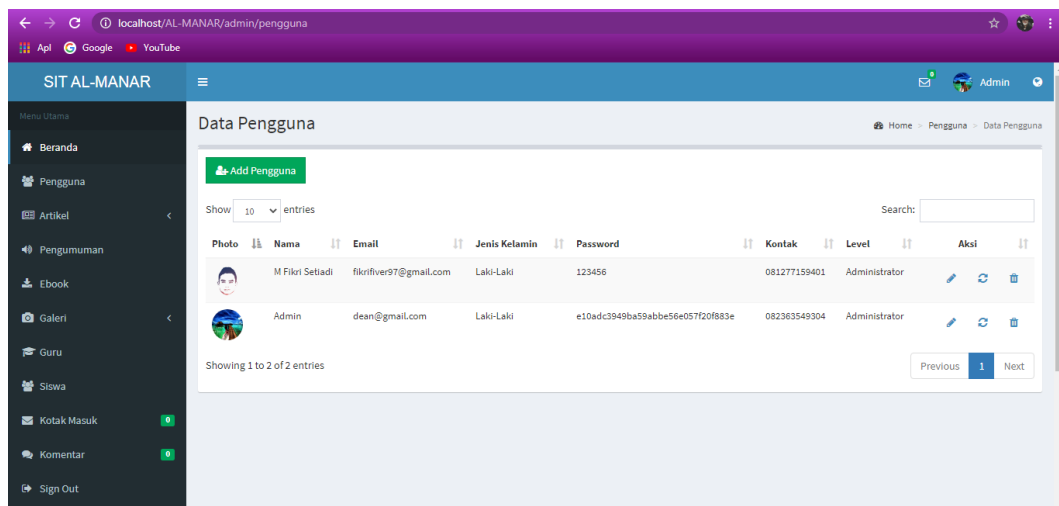 localhost/AL-MANAR/admin/pengguna
Apl Google YouTube
SIT AL-MANAR
0 Admin
Menu Utama
Beranda
Pengguna
Artikel
Pengumuman
Ebook
Galeri
Guru
Siswa
Kotak Masuk 0
Komentar 0
Sign Out
Data Pengguna
Home > Pengguna > Data Pengguna
Add Pengguna
Show 10 entries
Search:
Photo Nama Email Jenis Kelamin Password Kontak Level Aksi
M Fikri Setiadi fikrifiver97@gmail.com Laki-Laki 123456 081277159401 Administrator
Admin dean@gmail.com Laki-Laki e10adc3949ba59abbe56e057f20f883e 082363549304 Administrator
Showing 1 to 2 of 2 entries
Previous 1 Next